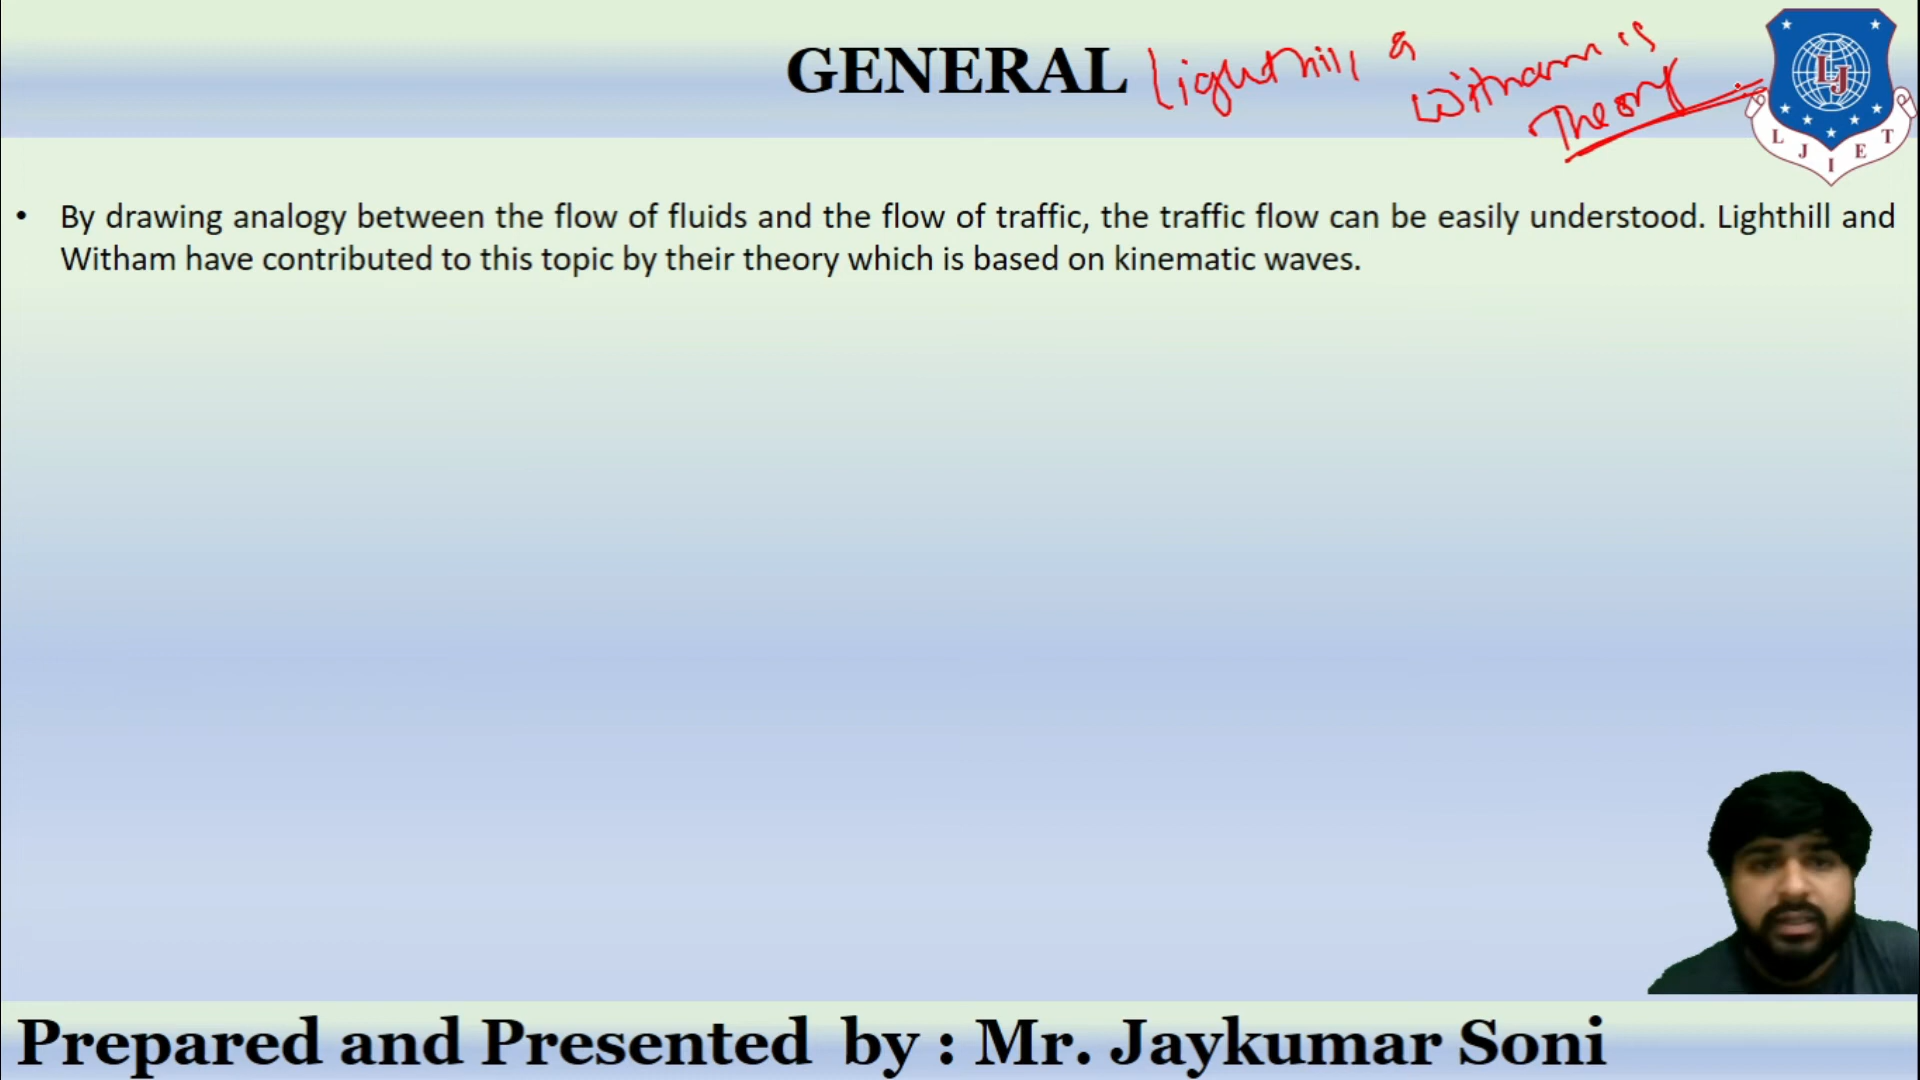 GENERAL Lighthill &
Witham's
Theory
LJ
L J I E T
• By drawing analogy between the flow of fluids and the flow of traffic, the traffic flow can be easily understood. Lighthill and
Witham have contributed to this topic by their theory which is based on kinematic waves.
Prepared and Presented by : Mr. Jaykumar Soni